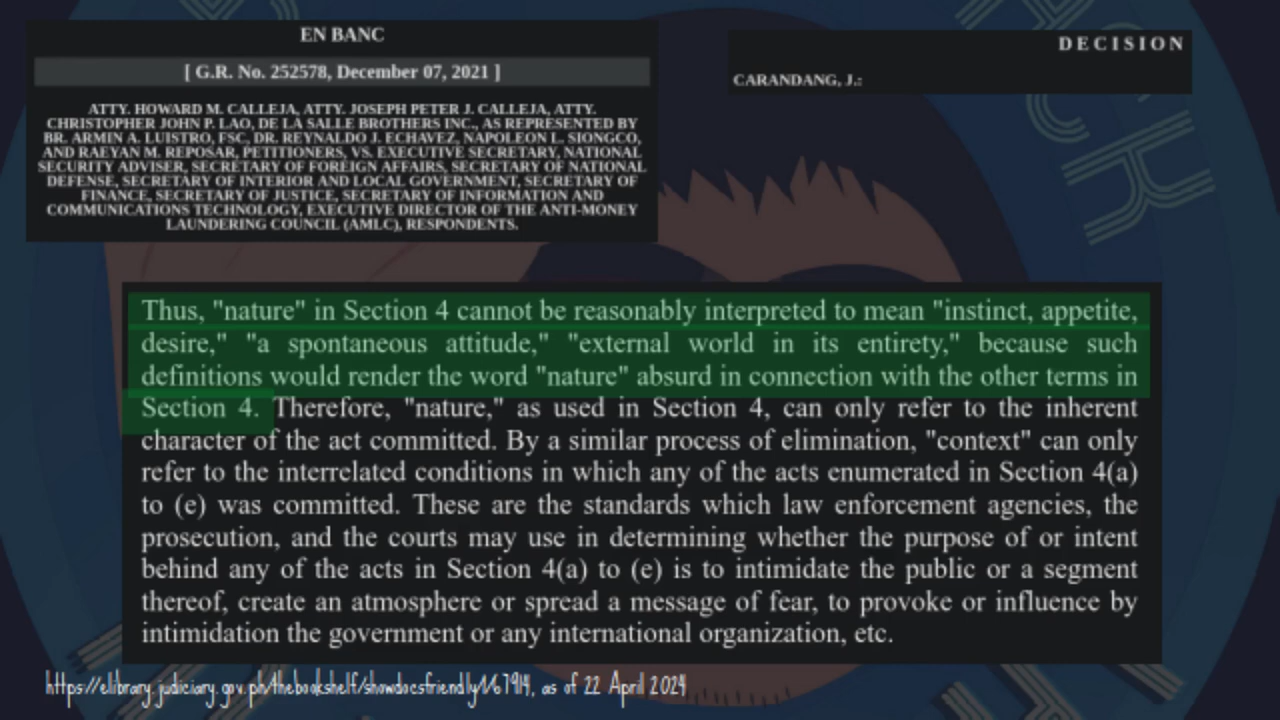 EN BANC
[ G.R. No. 252578, December 07, 2021 ]
ATTY. HOWARD M. CALLEJA, ATTY. JOSEPH PETER J. CALLEJA, ATTY.
CHRISTOPHER JOHN P. LAO, DE LA SALLE BROTHERS INC., AS REPRESENTED BY
BR. ARMIN A. LUISTRO, FSC, DR. REYNALDO J. ECHAVEZ, NAPOLEON L. SIONGCO,
AND RAEYAN M. REPOSAR, PETITIONERS, VS. EXECUTIVE SECRETARY, NATIONAL
SECURITY ADVISER, SECRETARY OF FOREIGN AFFAIRS, SECRETARY OF NATIONAL
DEFENSE, SECRETARY OF INTERIOR AND LOCAL GOVERNMENT, SECRETARY OF
FINANCE, SECRETARY OF JUSTICE, SECRETARY OF INFORMATION AND
COMMUNICATIONS TECHNOLOGY, EXECUTIVE DIRECTOR OF THE ANTI-MONEY
LAUNDERING COUNCIL (AMLC), RESPONDENTS.
DECISION
CARANDANG, J.:
Thus, "nature" in Section 4 cannot be reasonably interpreted to mean "instinct, appetite,
desire," "a spontaneous attitude," "external world in its entirety," because such
definitions would render the word "nature" absurd in connection with the other terms in
Section 4. Therefore, "nature," as used in Section 4, can only refer to the inherent
character of the act committed. By a similar process of elimination, "context" can only
refer to the interrelated conditions in which any of the acts enumerated in Section 4(a)
to (e) was committed. These are the standards which law enforcement agencies, the
prosecution, and the courts may use in determining whether the purpose of or intent
behind any of the acts in Section 4(a) to (e) is to intimidate the public or a segment
thereof, create an atmosphere or spread a message of fear, to provoke or influence by
intimidation the government or any international organization, etc.
as of 22 April 2024